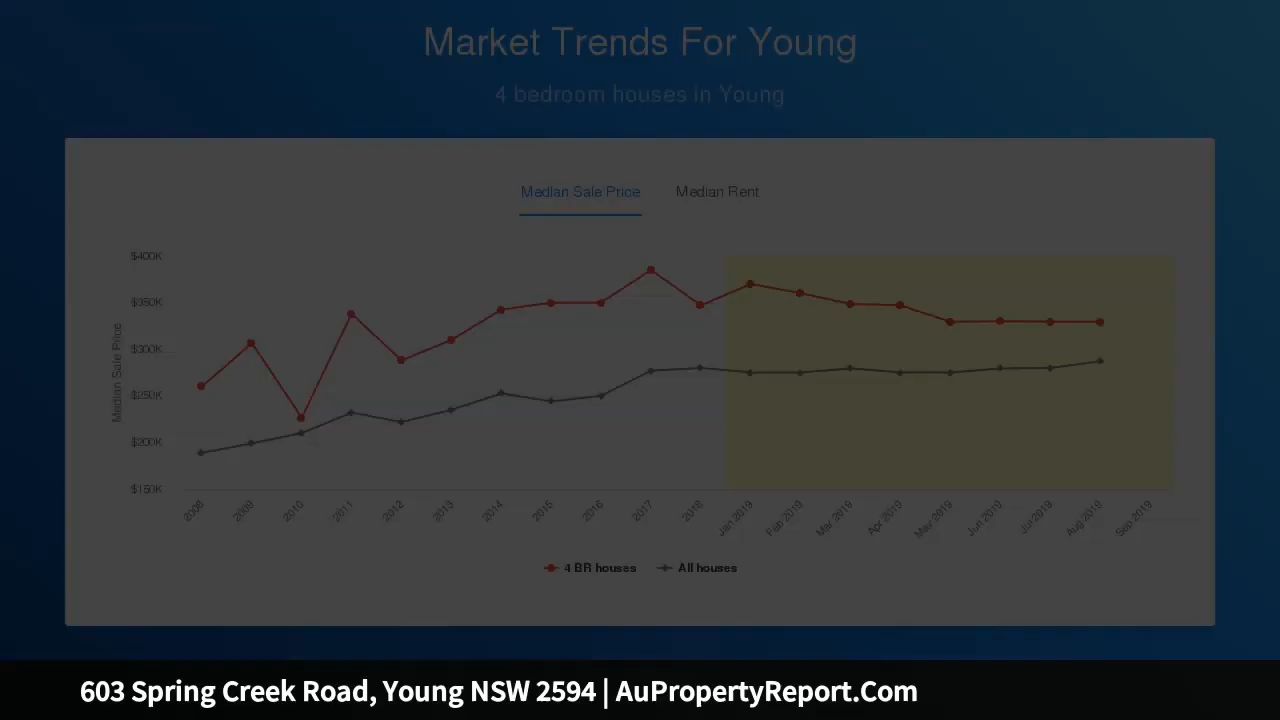 Market Trends For Young
4 bedroom houses in Young
Median Sale Price Median Rent
$400K
$350K
$300K
$250K
$200K
$150K
Median Sale Price
2008 2009 2010 2011 2012 2013 2014 2015 2016 2017 2018 Jan 2019 Feb 2019 Mar 2019 Apr 2019 May 2019 Jun 2019 Jul 2019 Aug 2019 Sep 2019
4 BR houses All houses
603 Spring Creek Road, Young NSW 2594 | AuPropertyReport.Com